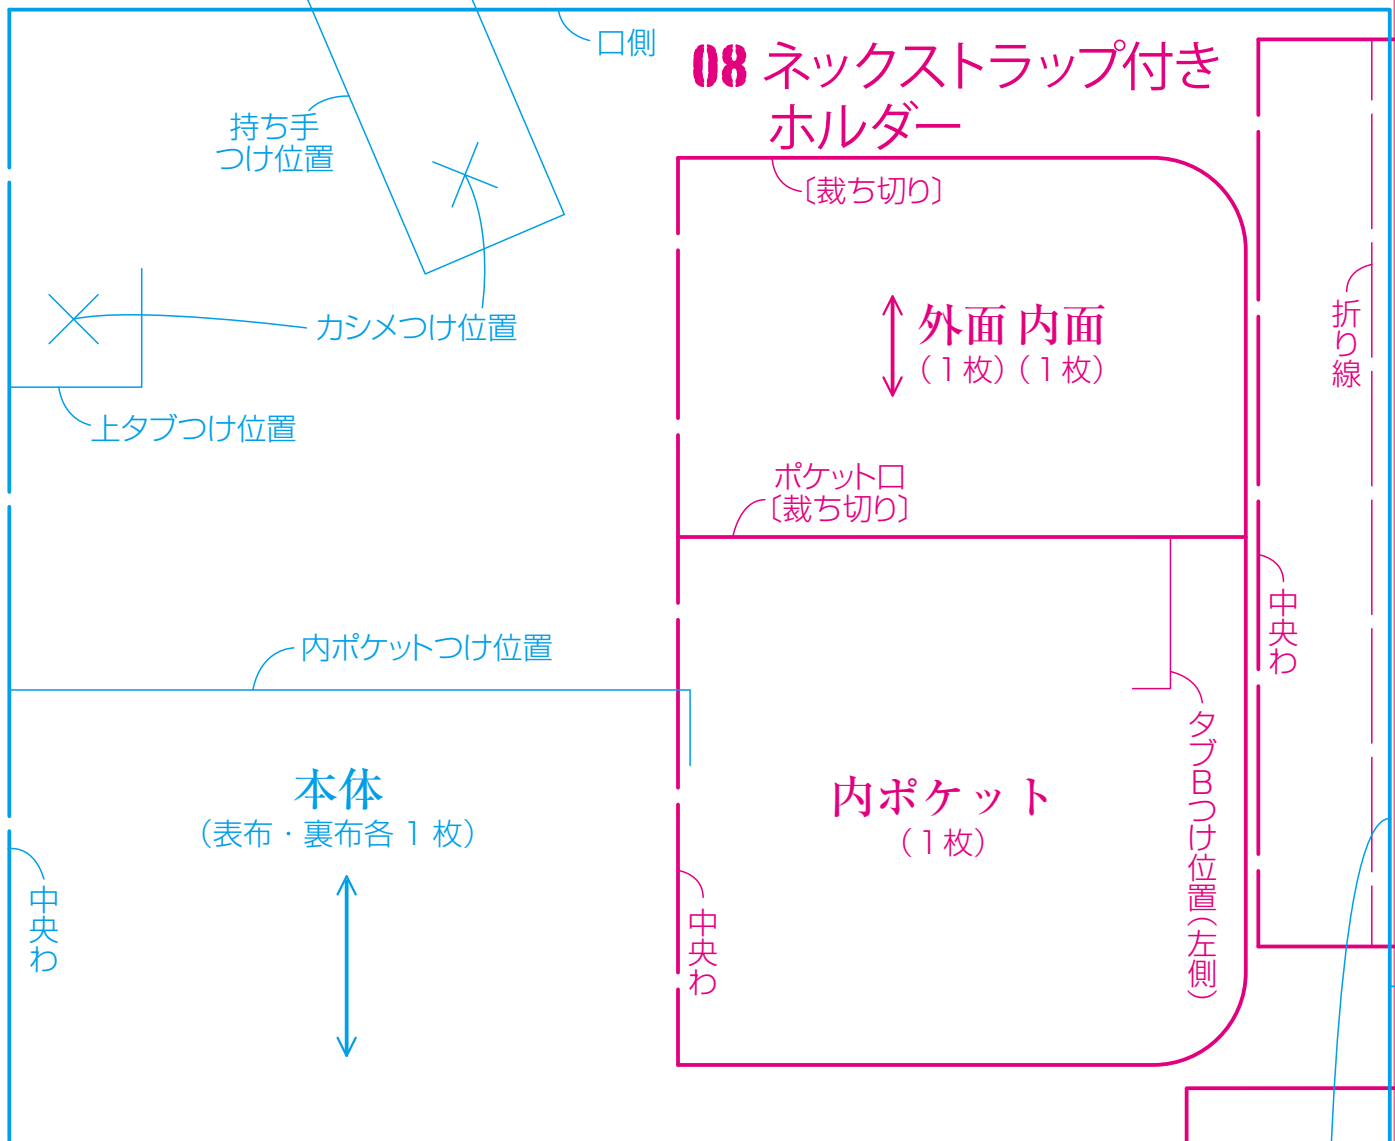 口側
08 ネックストラップ付き
ホルダー
持ち手
つけ位置
〔裁ち切り〕
カシメつけ位置
外面 内面
（1枚）（1枚）
折り線
上タブつけ位置
ポケット口
〔裁ち切り〕
中央わ
内ポケットつけ位置
タブBつけ位置（左側）
本体
（表布・裏布各 1 枚）
内ポケット
（1枚）
中央わ
中央わ